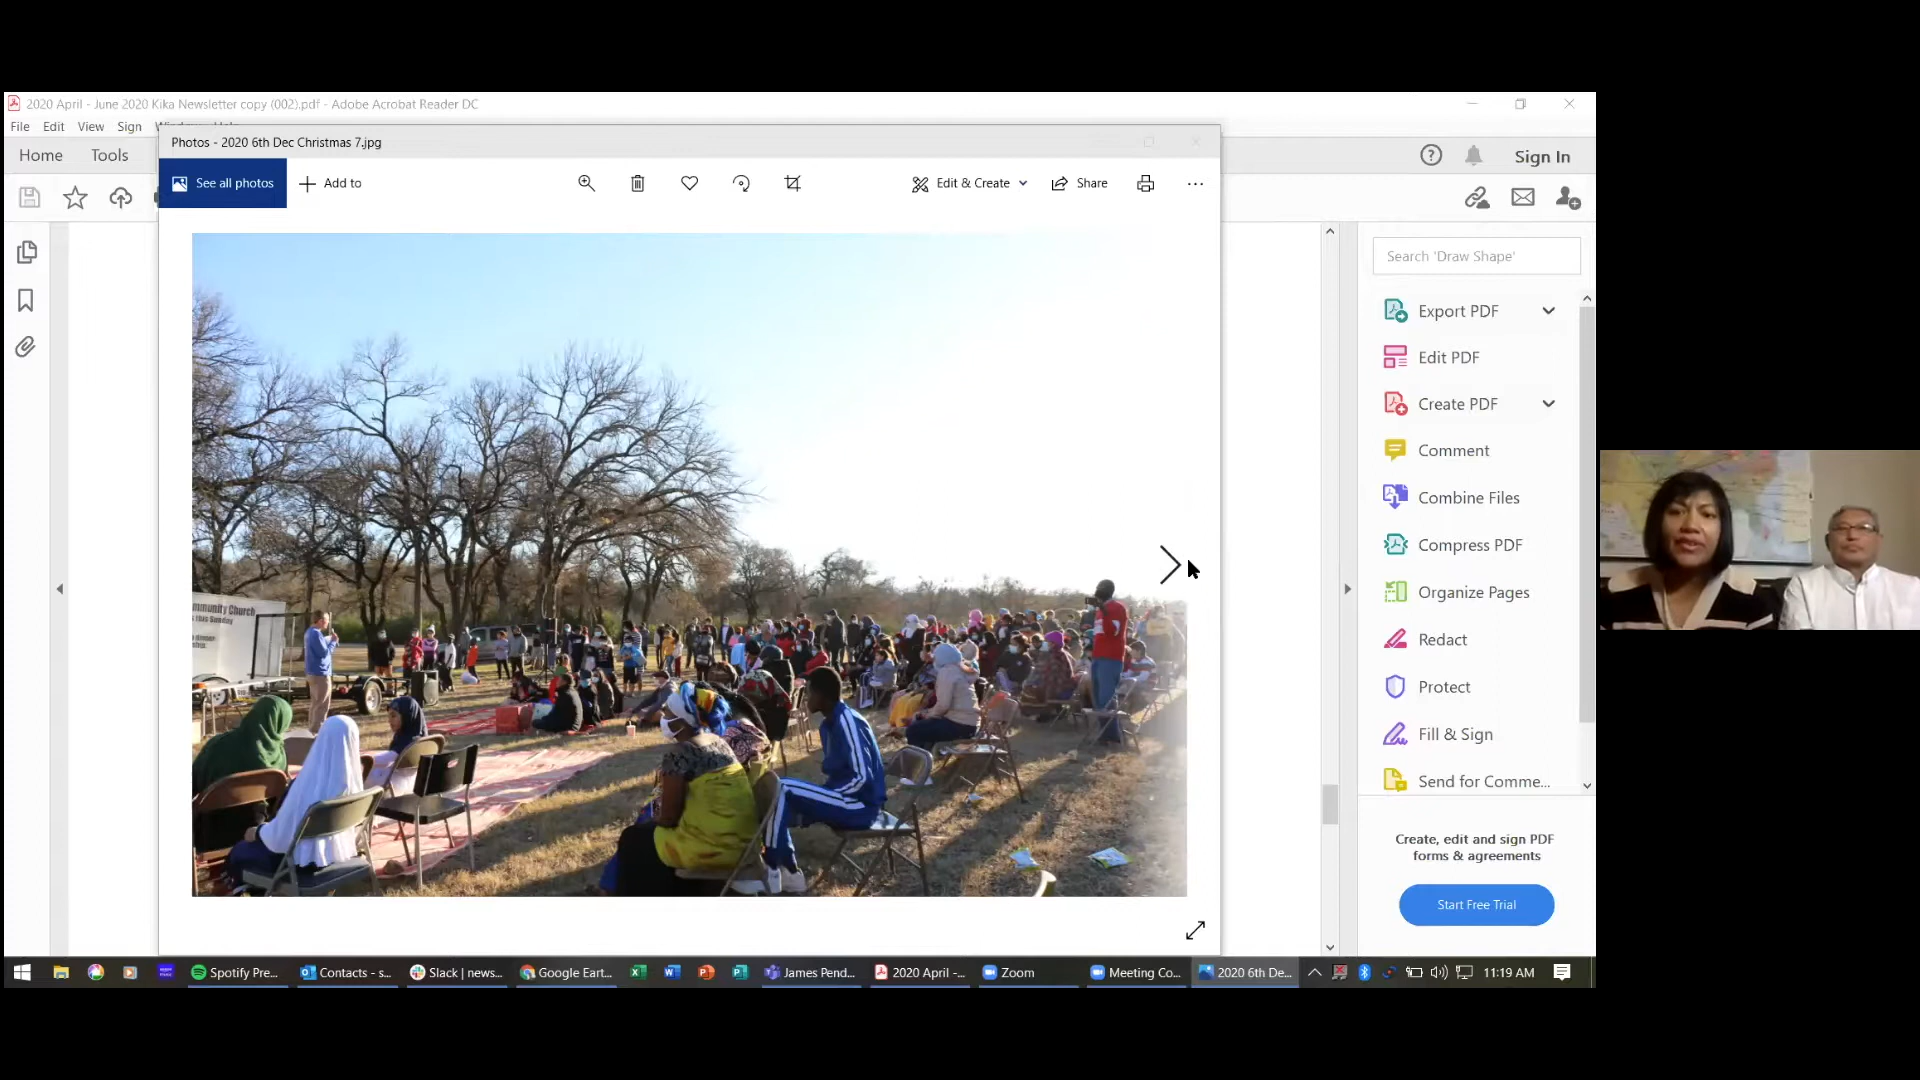 2020 April - June 2020 Kika Newsletter copy (002).pdf - Adobe Acrobat Reader DC
File Edit View Sign
Photos - 2020 6th Dec Christmas 7.jpg
Home Tools
Sign In
See all photos
Add to
Edit & Create
Share
Search 'Draw Shape'
Export PDF
Edit PDF
Create PDF
Comment
Combine Files
Compress PDF
Organize Pages
Redact
Protect
Fill & Sign
Send for Comme...
Create, edit and sign PDF
forms & agreements
Start Free Trial
Community Church
Spotify Pre...
Contacts - s...
Slack | news...
Google Eart...
James Pend...
2020 April -...
Zoom
Meeting Co...
2020 6th De...
11:19 AM